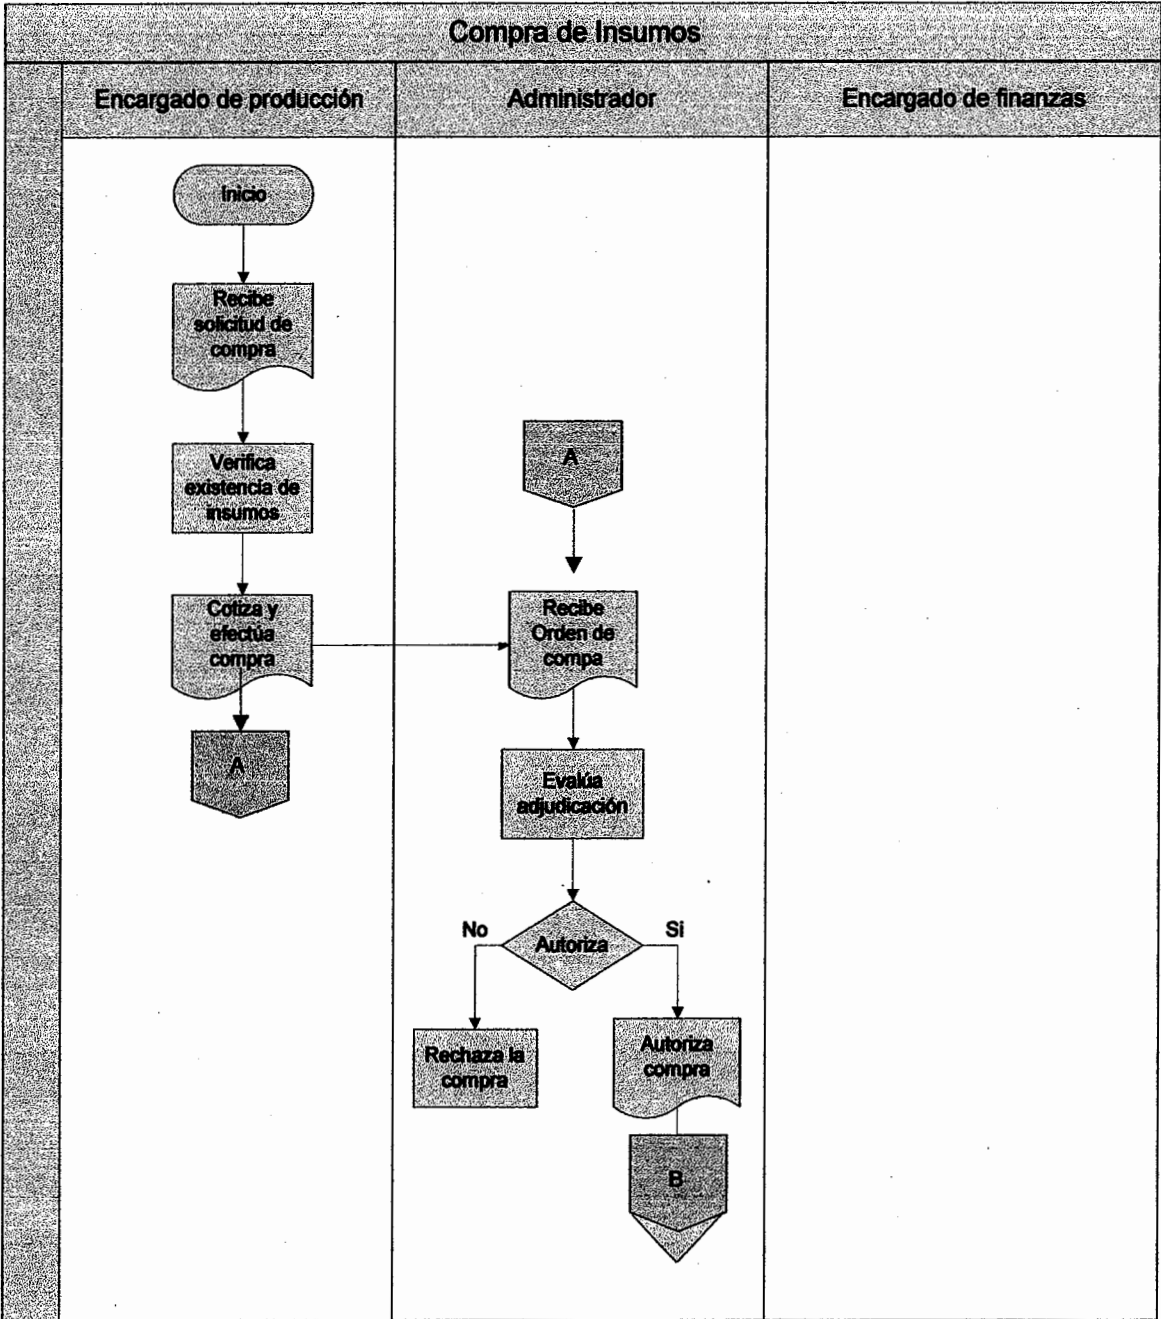 Compra de Insumos
Encargado de producción
Administrador
Encargado de finanzas
Inicio
Recibe
solicitud de
compra
Verifica
existencia de
insumos
Cotiza y
efectúa
compra
A
A
Recibe
Orden de
compa
Evalúa
adjudicación
Autoriza
No
Si
Rechaza la
compra
Autoriza
compra
B